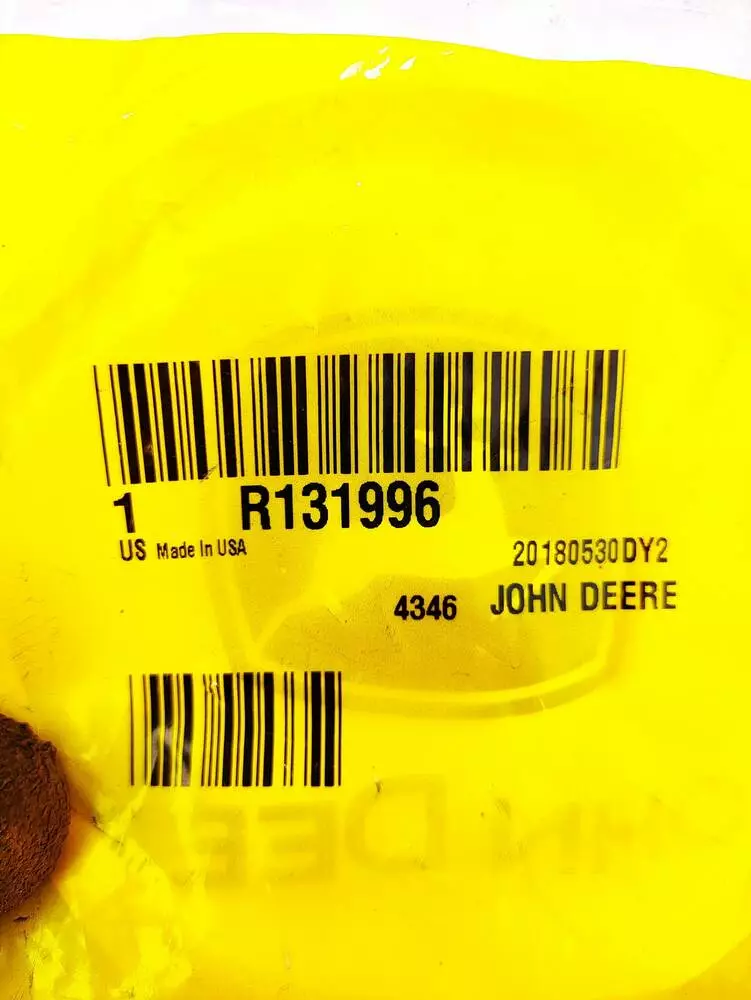 1 R131996
US Made In USA
20180530DY2
4346 JOHN DEERE